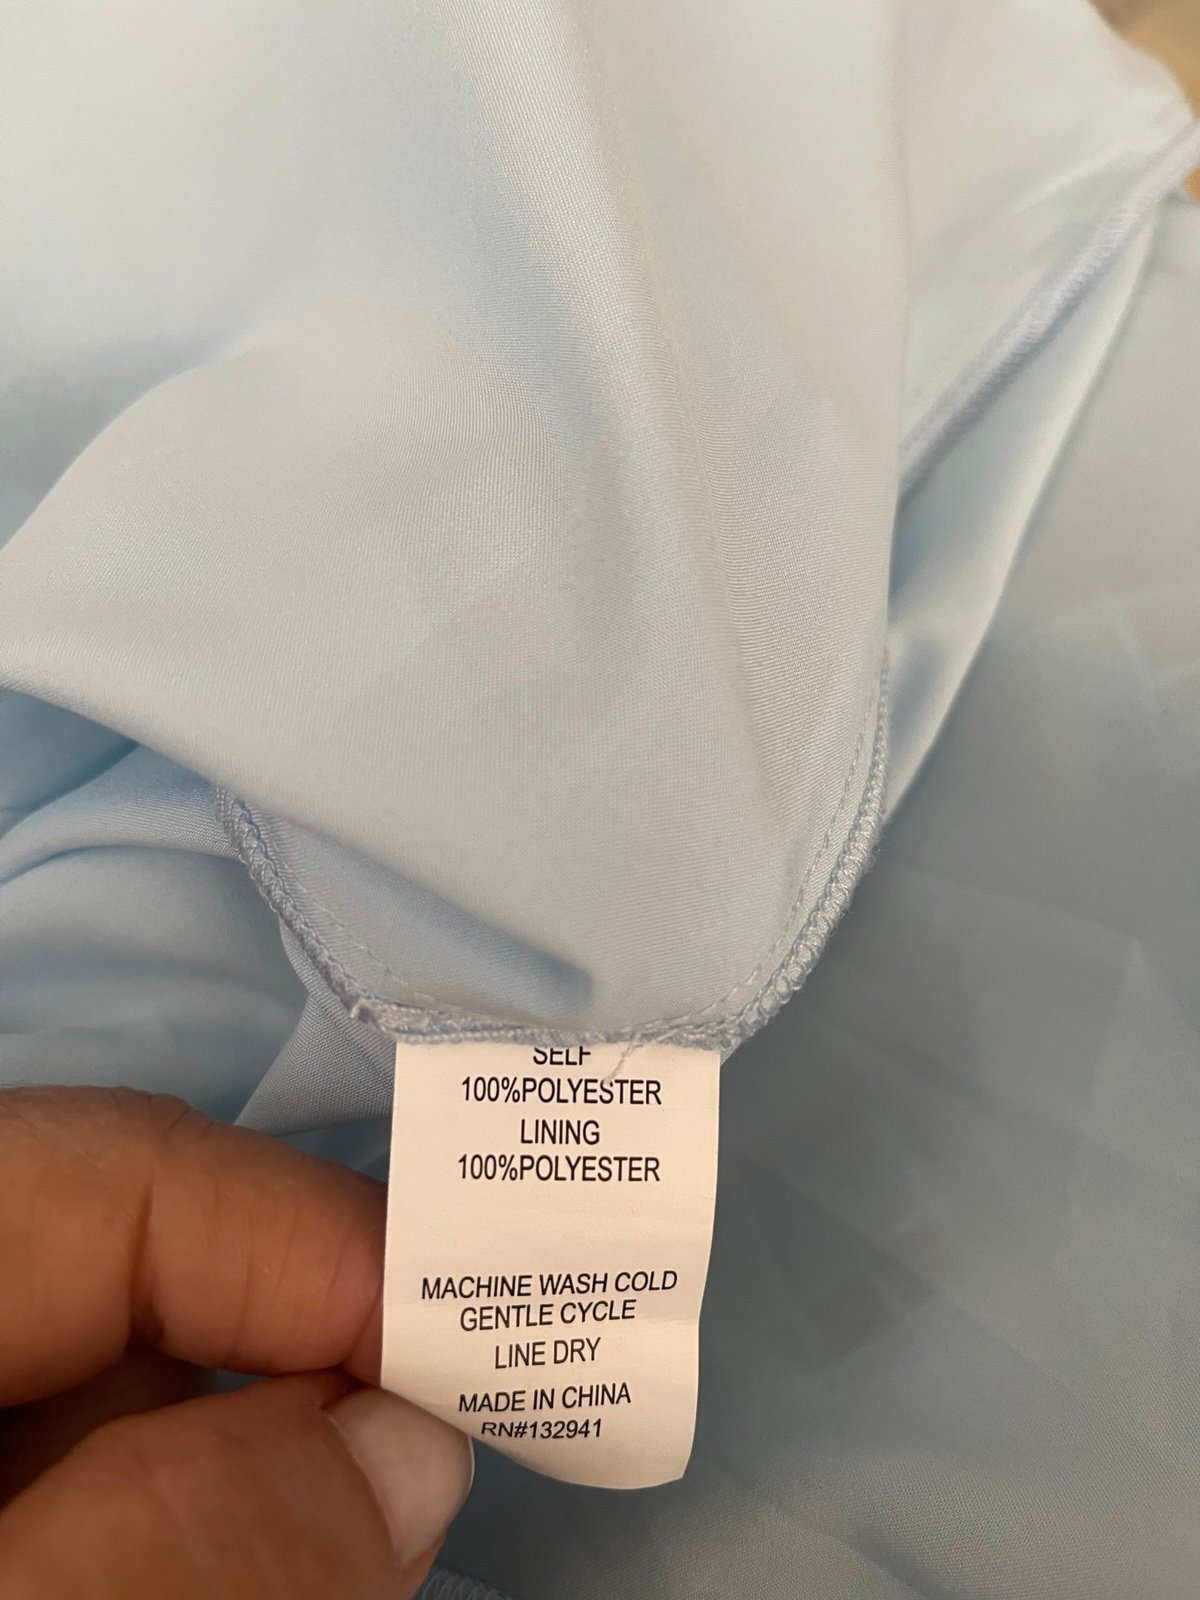 SELF
100%POLYESTER
LINING
100%POLYESTER
MACHINE WASH COLD
GENTLE CYCLE
LINE DRY
MADE IN CHINA
RN#132941